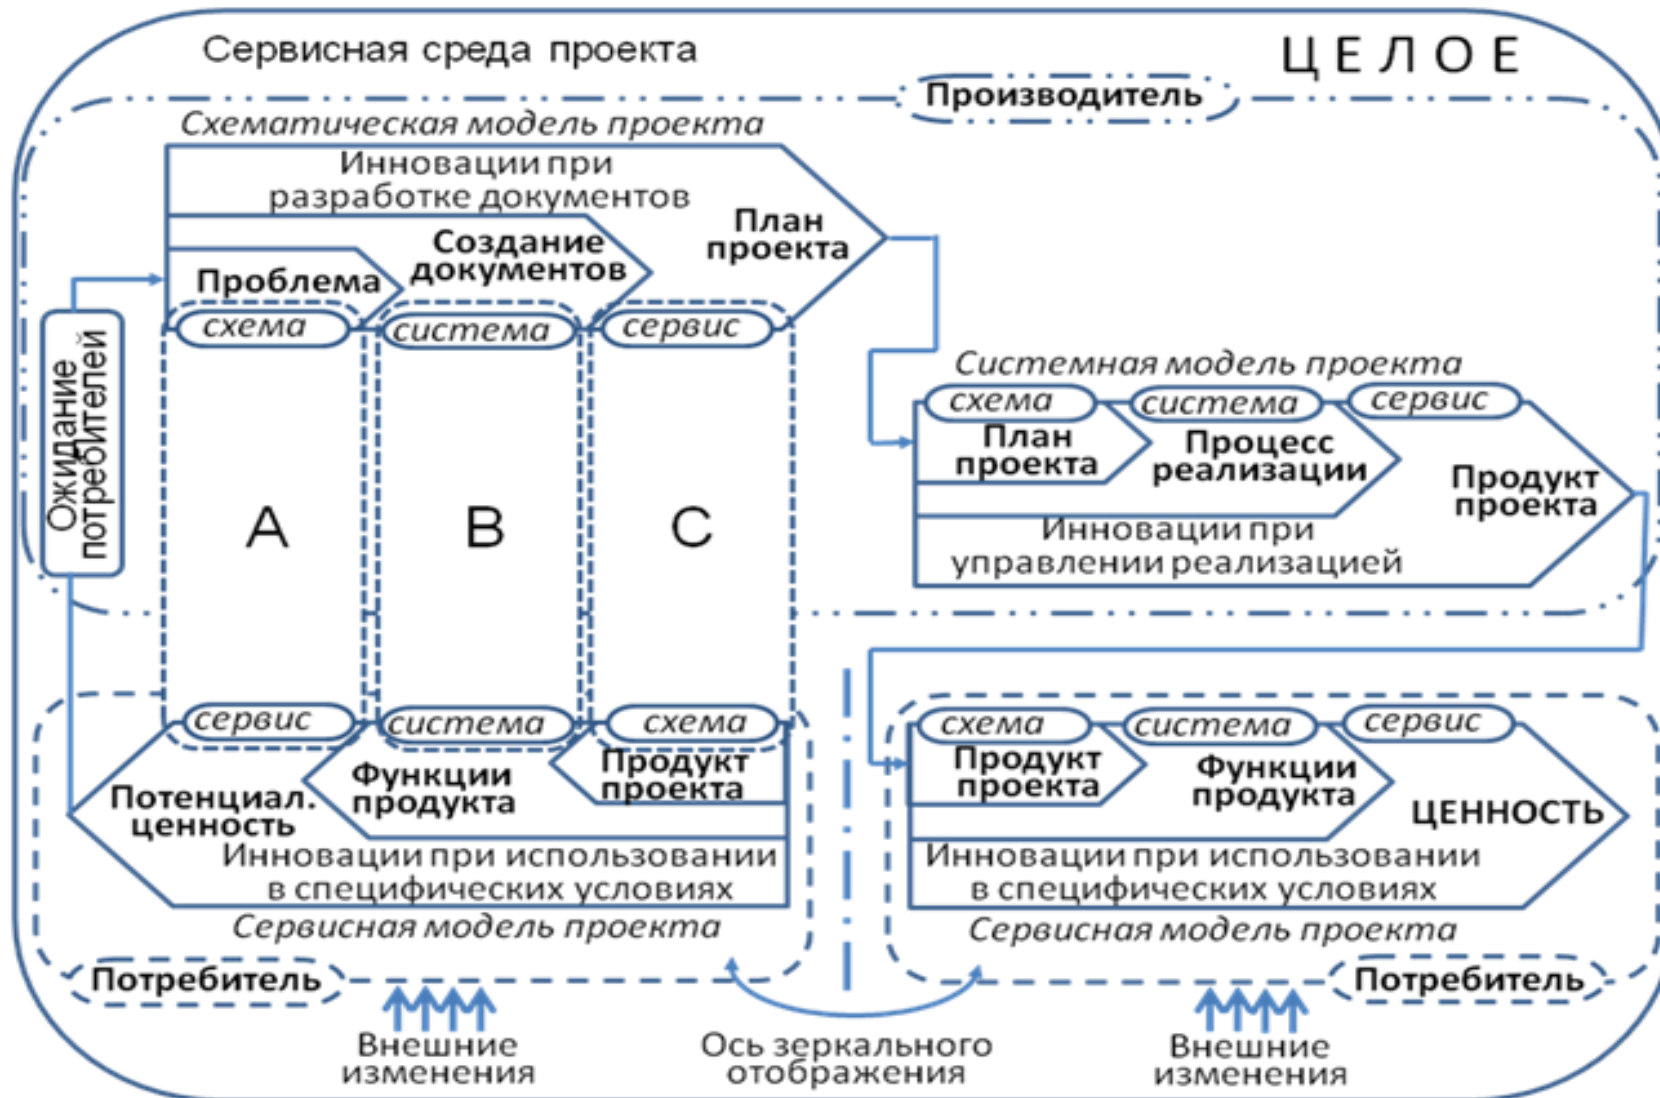 Сервисная среда проекта
ЦЕЛОЕ
Производитель
Схематическая модель проекта
Инновации при
разработке документов
План
проекта
Создание
документов
Проблема
схема
система
сервис
Ожидание
потребителей
Системная модель проекта
схема
система
сервис
План
проекта
Процесс
реализации
Продукт
проекта
Инновации при
управлении реализацией
A
B
C
сервис
система
схема
Потенциал.
ценность
Функции
продукта
Продукт
проекта
Инновации при использовании
в специфических условиях
Сервисная модель проекта
Потребитель
схема
система
сервис
Продукт
проекта
Функции
продукта
ЦЕННОСТЬ
Инновации при использовании
в специфических условиях
Сервисная модель проекта
Потребитель
Внешние
изменения
Ось зеркального
отображения
Внешние
изменения